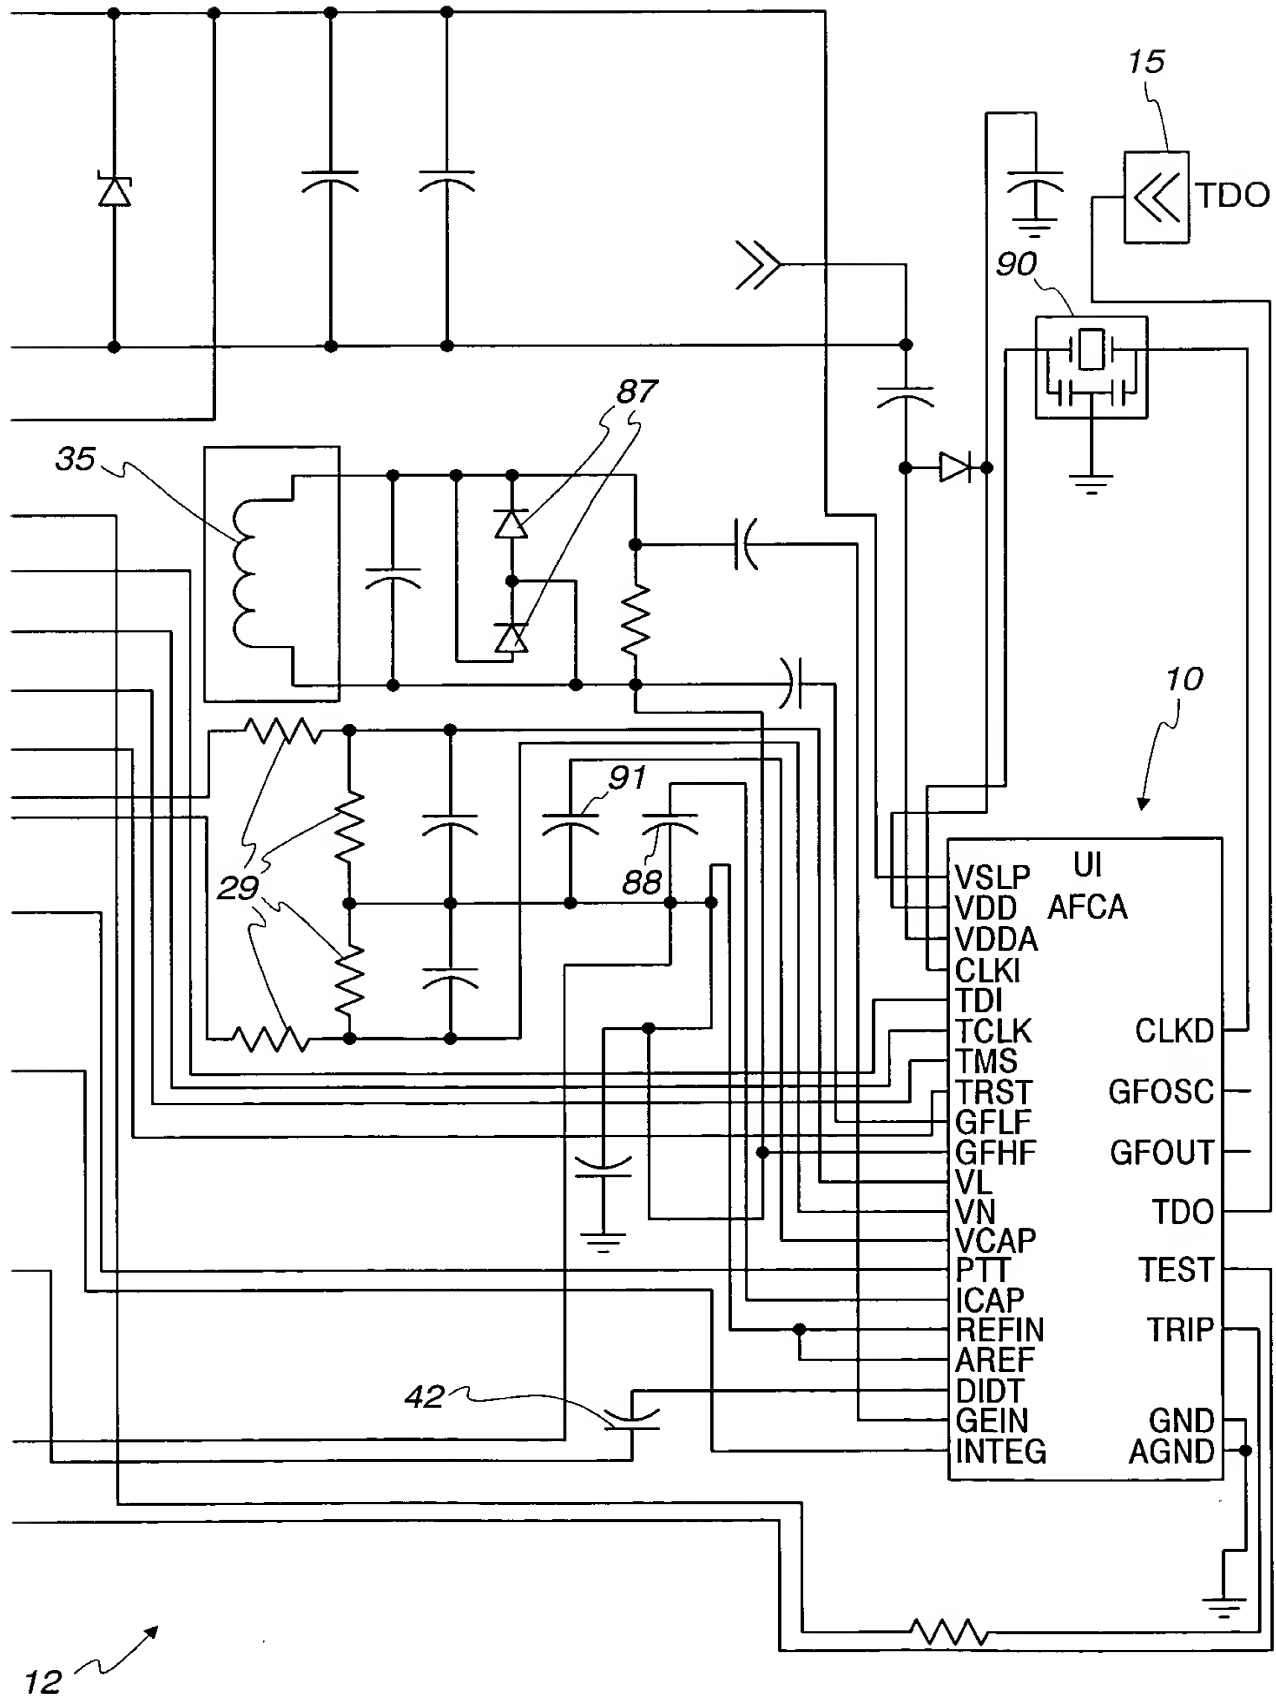 15
TDO
90
87
35
10
91
88
29
UI
AFCA
VSLP
VDD
VDDA
CLKI
TDI
TCLK
TMS
TRST
GFLF
GFHF
VL
VN
VCAP
PTT
ICAP
REFIN
AREF
DIDT
GEIN
INTEG
CLKD
GFOSC
GFOUT
TDO
TEST
TRIP
GND
AGND
42
12